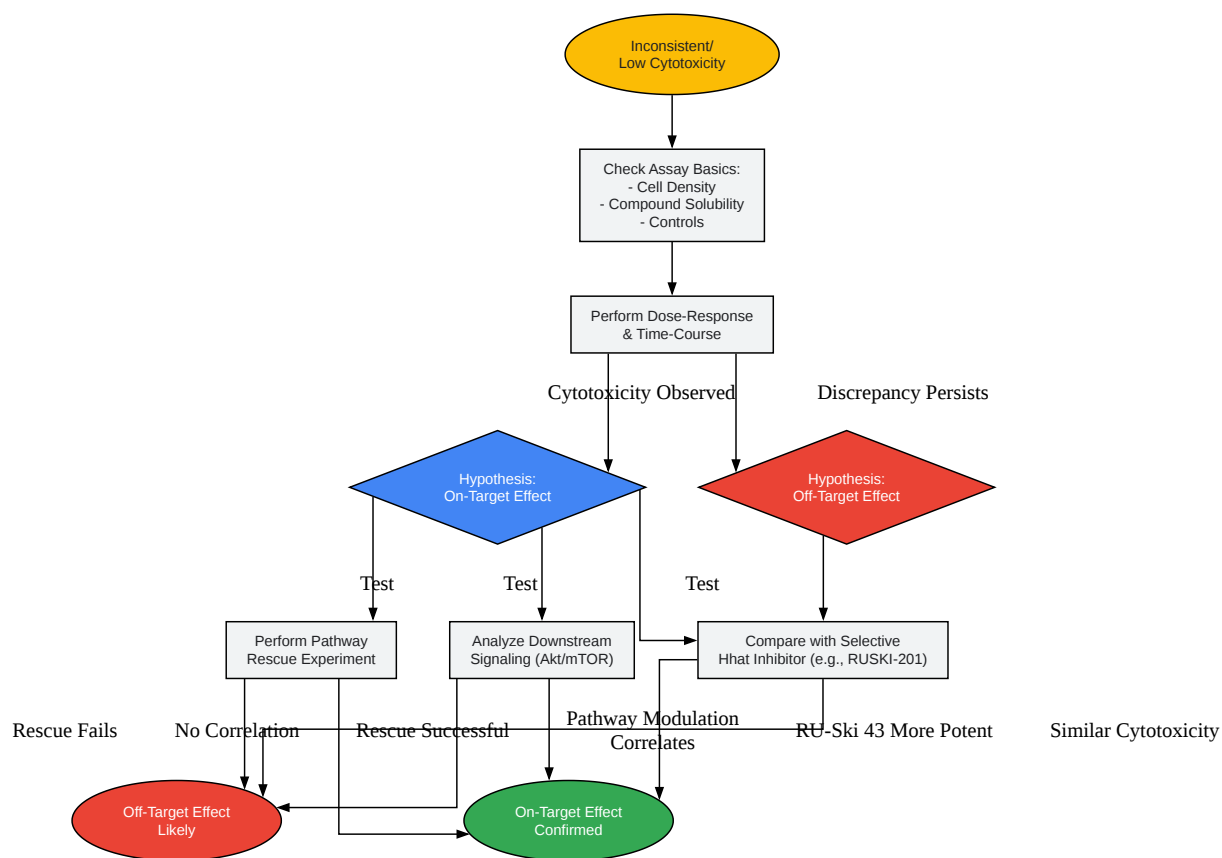 Inconsistent/
Low Cytotoxicity
Check Assay Basics:
- Cell Density
- Compound Solubility
- Controls
Perform Dose-Response
& Time-Course
Cytotoxicity Observed
Discrepancy Persists
Hypothesis:
On-Target Effect
Hypothesis:
Off-Target Effect
Test
Test
Test
Perform Pathway
Rescue Experiment
Analyze Downstream
Signaling (Akt/mTOR)
Compare with Selective
Hhat Inhibitor (e.g., RUSKI-201)
Rescue Fails
No Correlation
Rescue Successful
Pathway Modulation
Correlates
RU-Ski 43 More Potent
Similar Cytotoxicity
Off-Target Effect
Likely
On-Target Effect
Confirmed